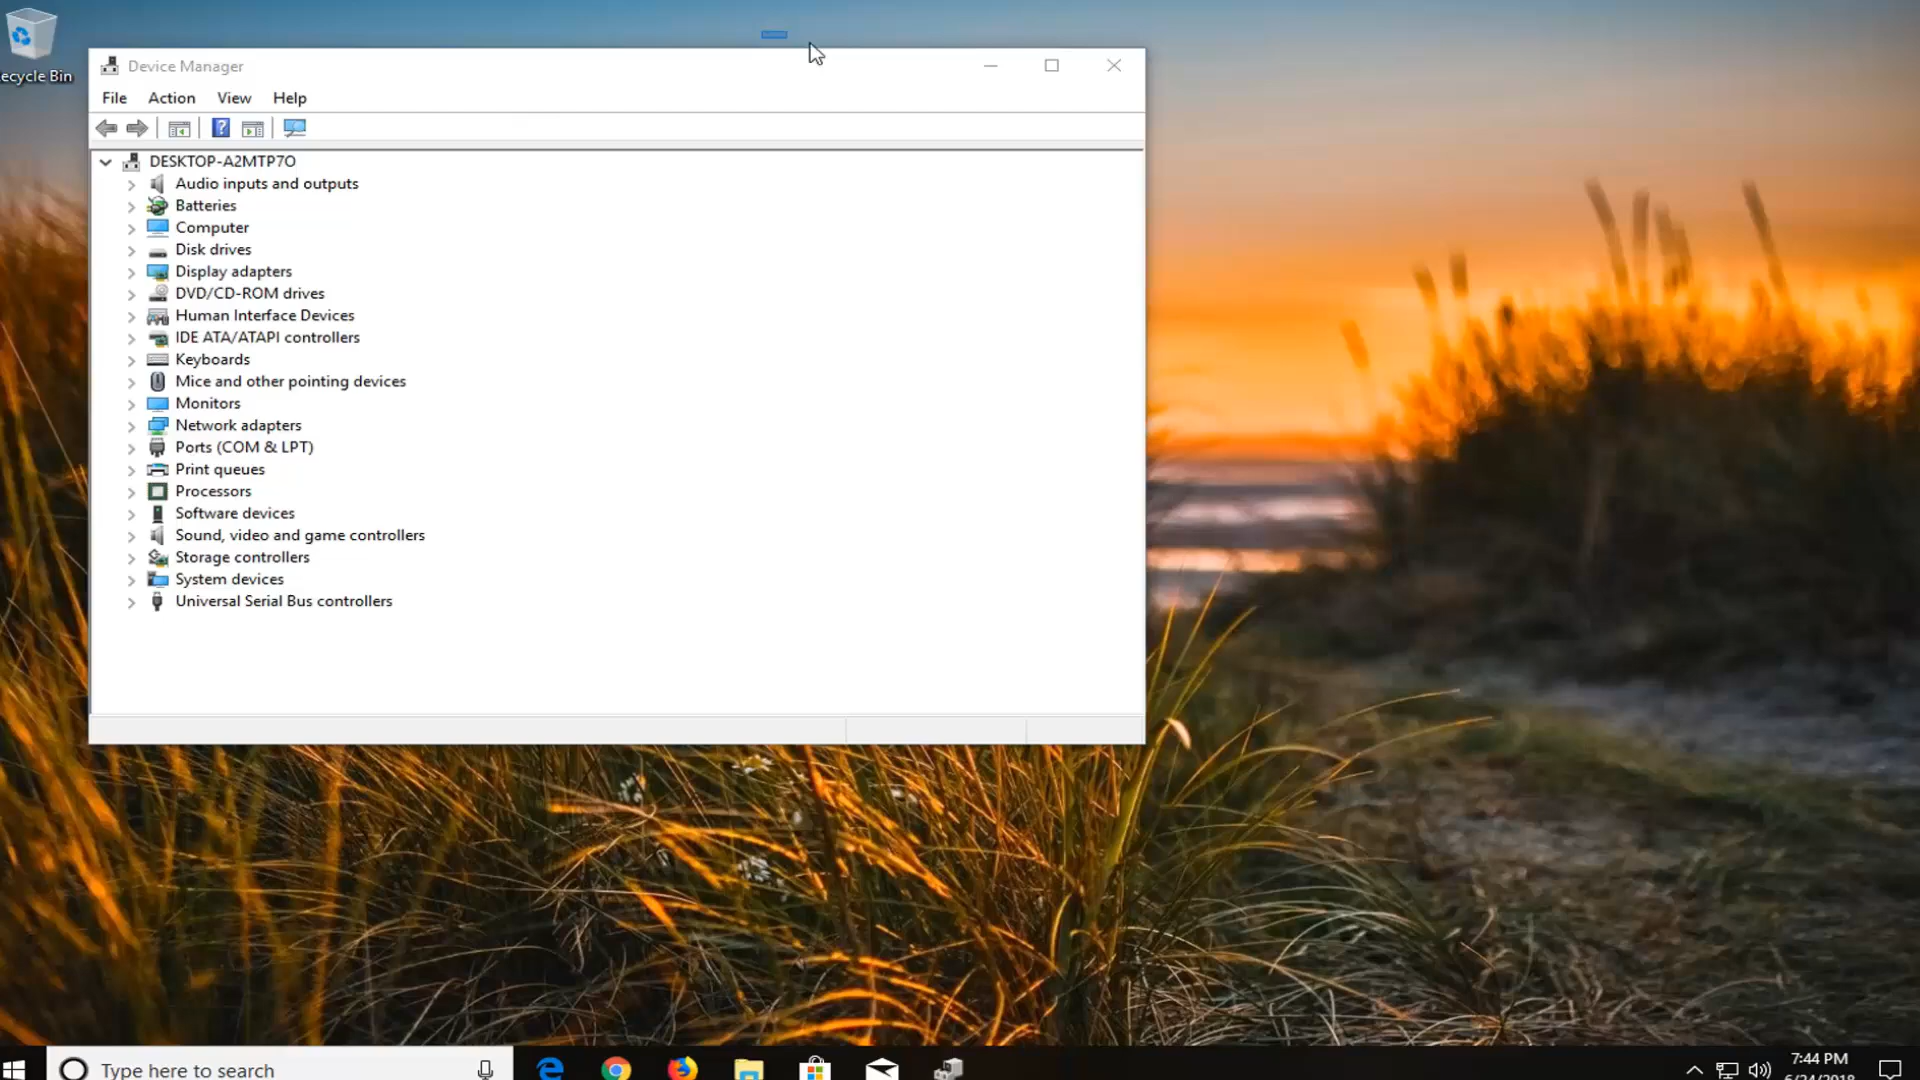 ecycle Bin
Device Manager
File Action View Help
DESKTOP-A2MTP7O
Audio inputs and outputs
Batteries
Computer
Disk drives
Display adapters
DVD/CD-ROM drives
Human Interface Devices
IDE ATA/ATAPI controllers
Keyboards
Mice and other pointing devices
Monitors
Network adapters
Ports (COM & LPT)
Print queues
Processors
Software devices
Sound, video and game controllers
Storage controllers
System devices
Universal Serial Bus controllers
Type here to search
7:44 PM
6/24/2018